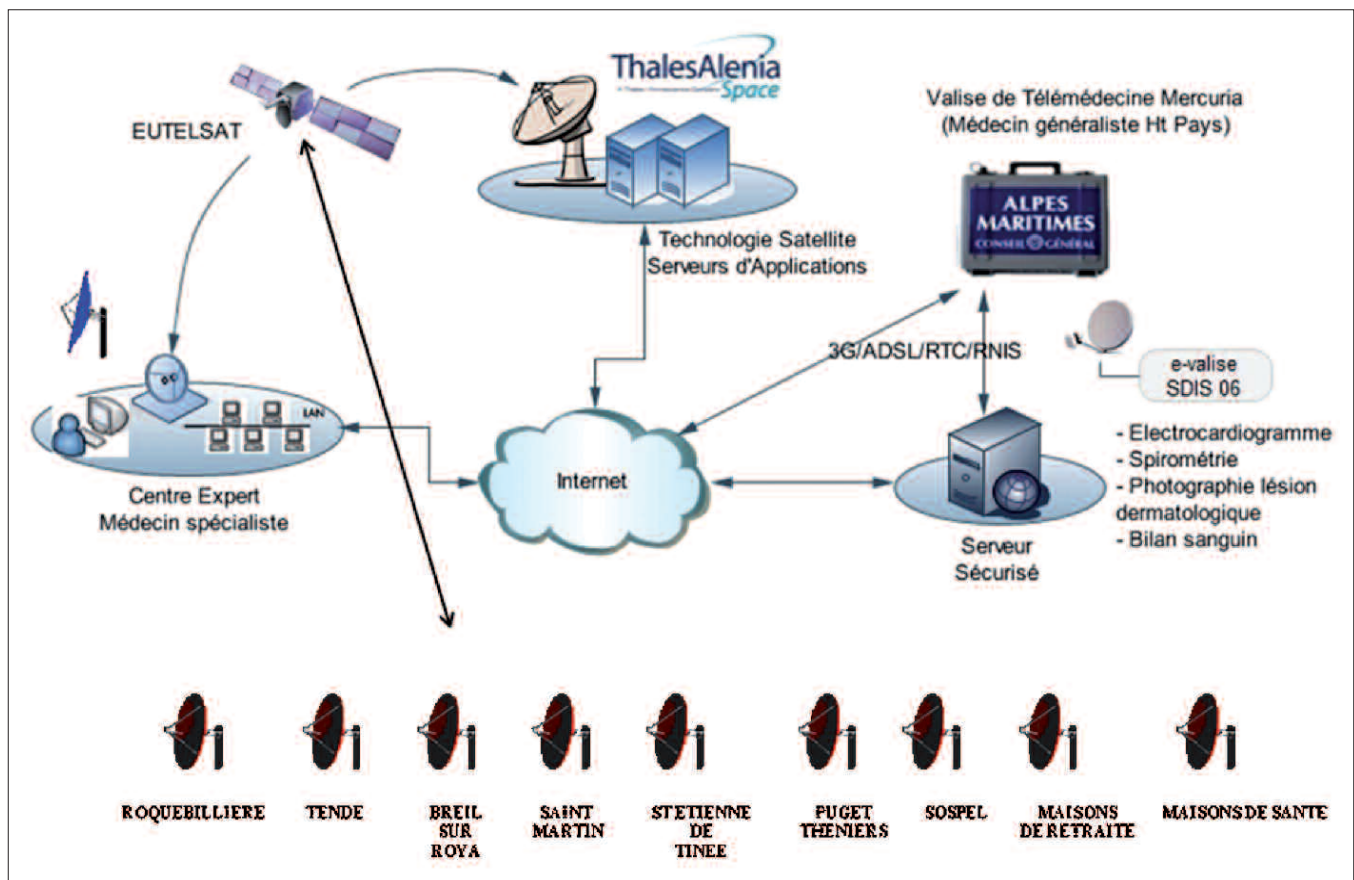 ThalesAlenia
Space
EUTELSAT
Valise de Télémédecine Mercuria
(Médecin généraliste Ht Pays)
ALPES
MARITIMES
CONSEIL GÉNÉRAL
Technologie Satellite
Serveurs d'Applications
3G/ADSL/RTC/RNIS
e-valise
SDIS 06
LAN
- Electrocardiogramme
- Spirométrie
- Photographie lésion
dermatologique
- Bilan sanguin
Internet
Centre Expert
Médecin spécialiste
Serveur
Sécurisé
ROQUEBILLIERE
TENDE
BREIL
SUR
ROYA
SAINT
MARTIN
ST ETIENNE
DE
TINEE
PUGET
THENIERS
SOSPEL
MAISONS
DE RETRAITE
MAISONS DE SANTE